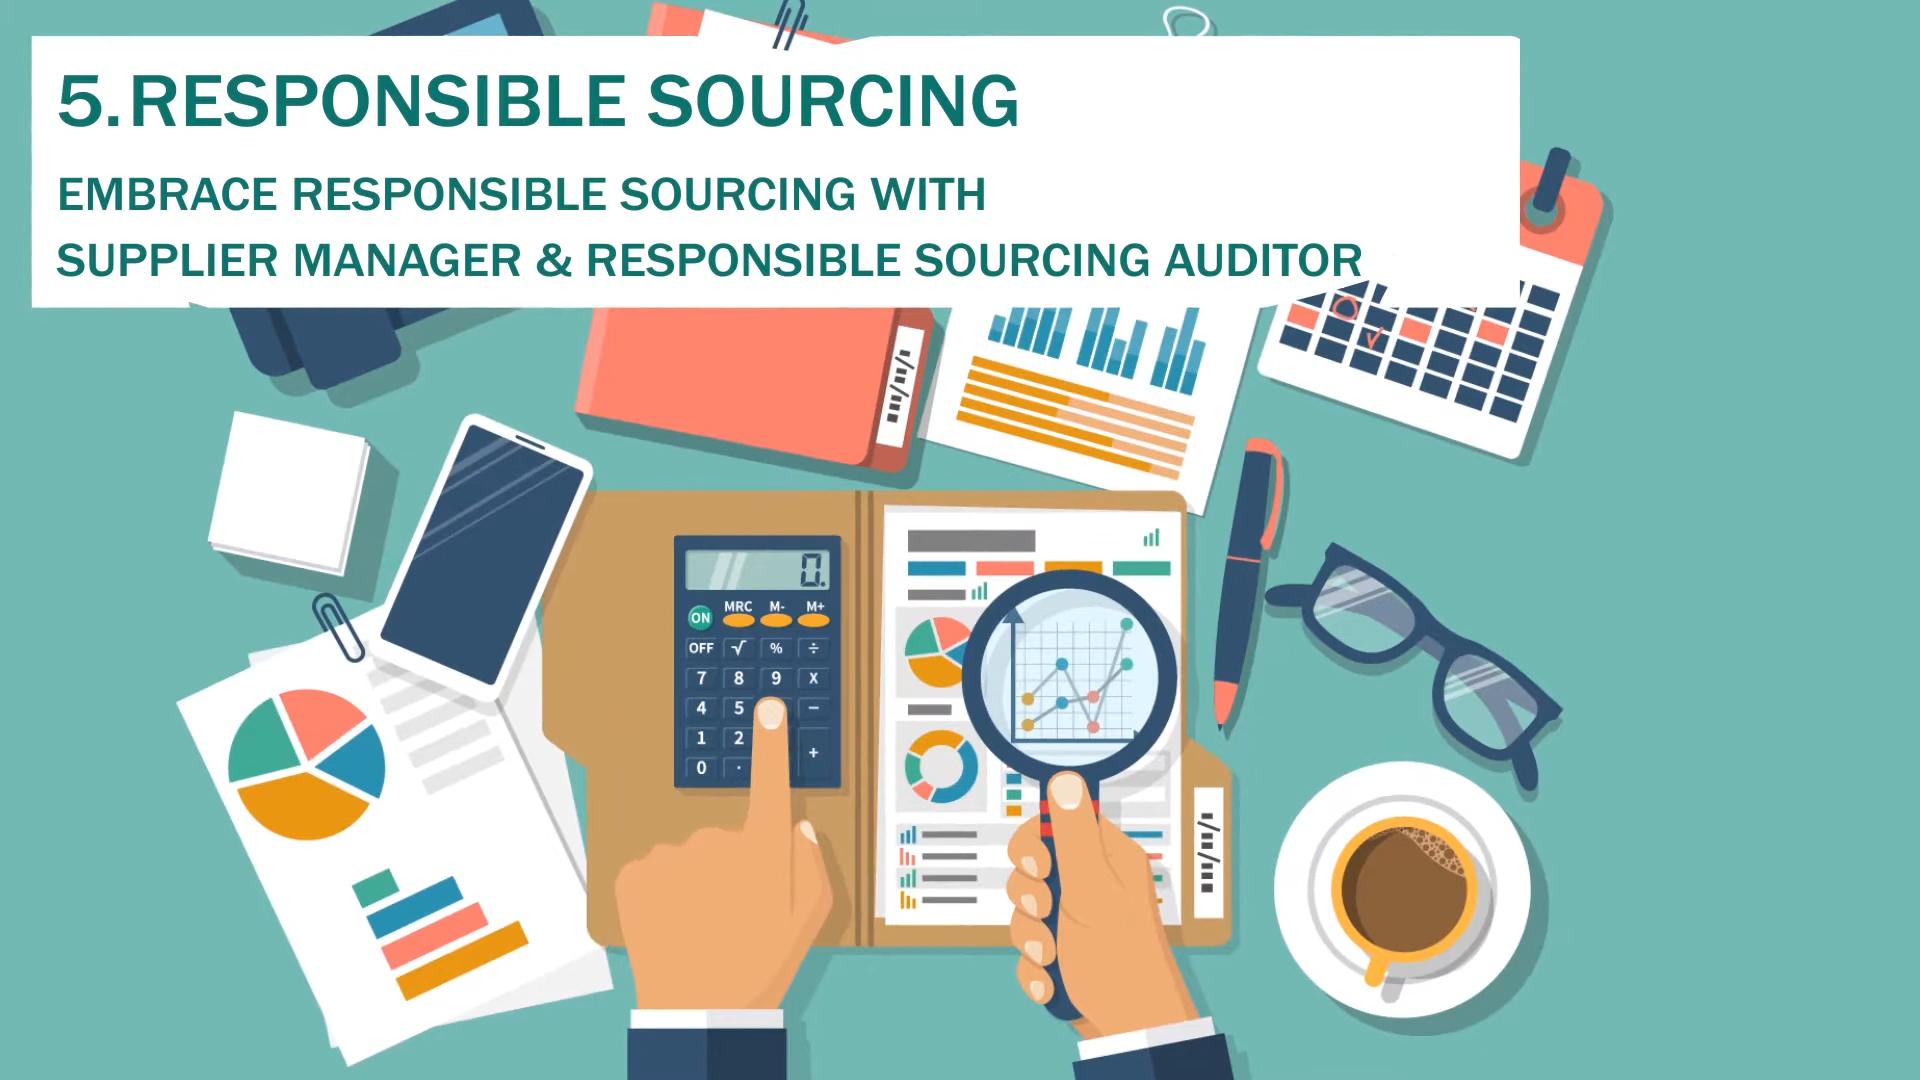 5.RESPONSIBLE SOURCING
EMBRACE RESPONSIBLE SOURCING WITH
SUPPLIER MANAGER & RESPONSIBLE SOURCING AUDITOR
0.
MRC M- M+
ON
OFF √ % ÷
7 8 9 X
4 5 −
1 2 +
0 ·